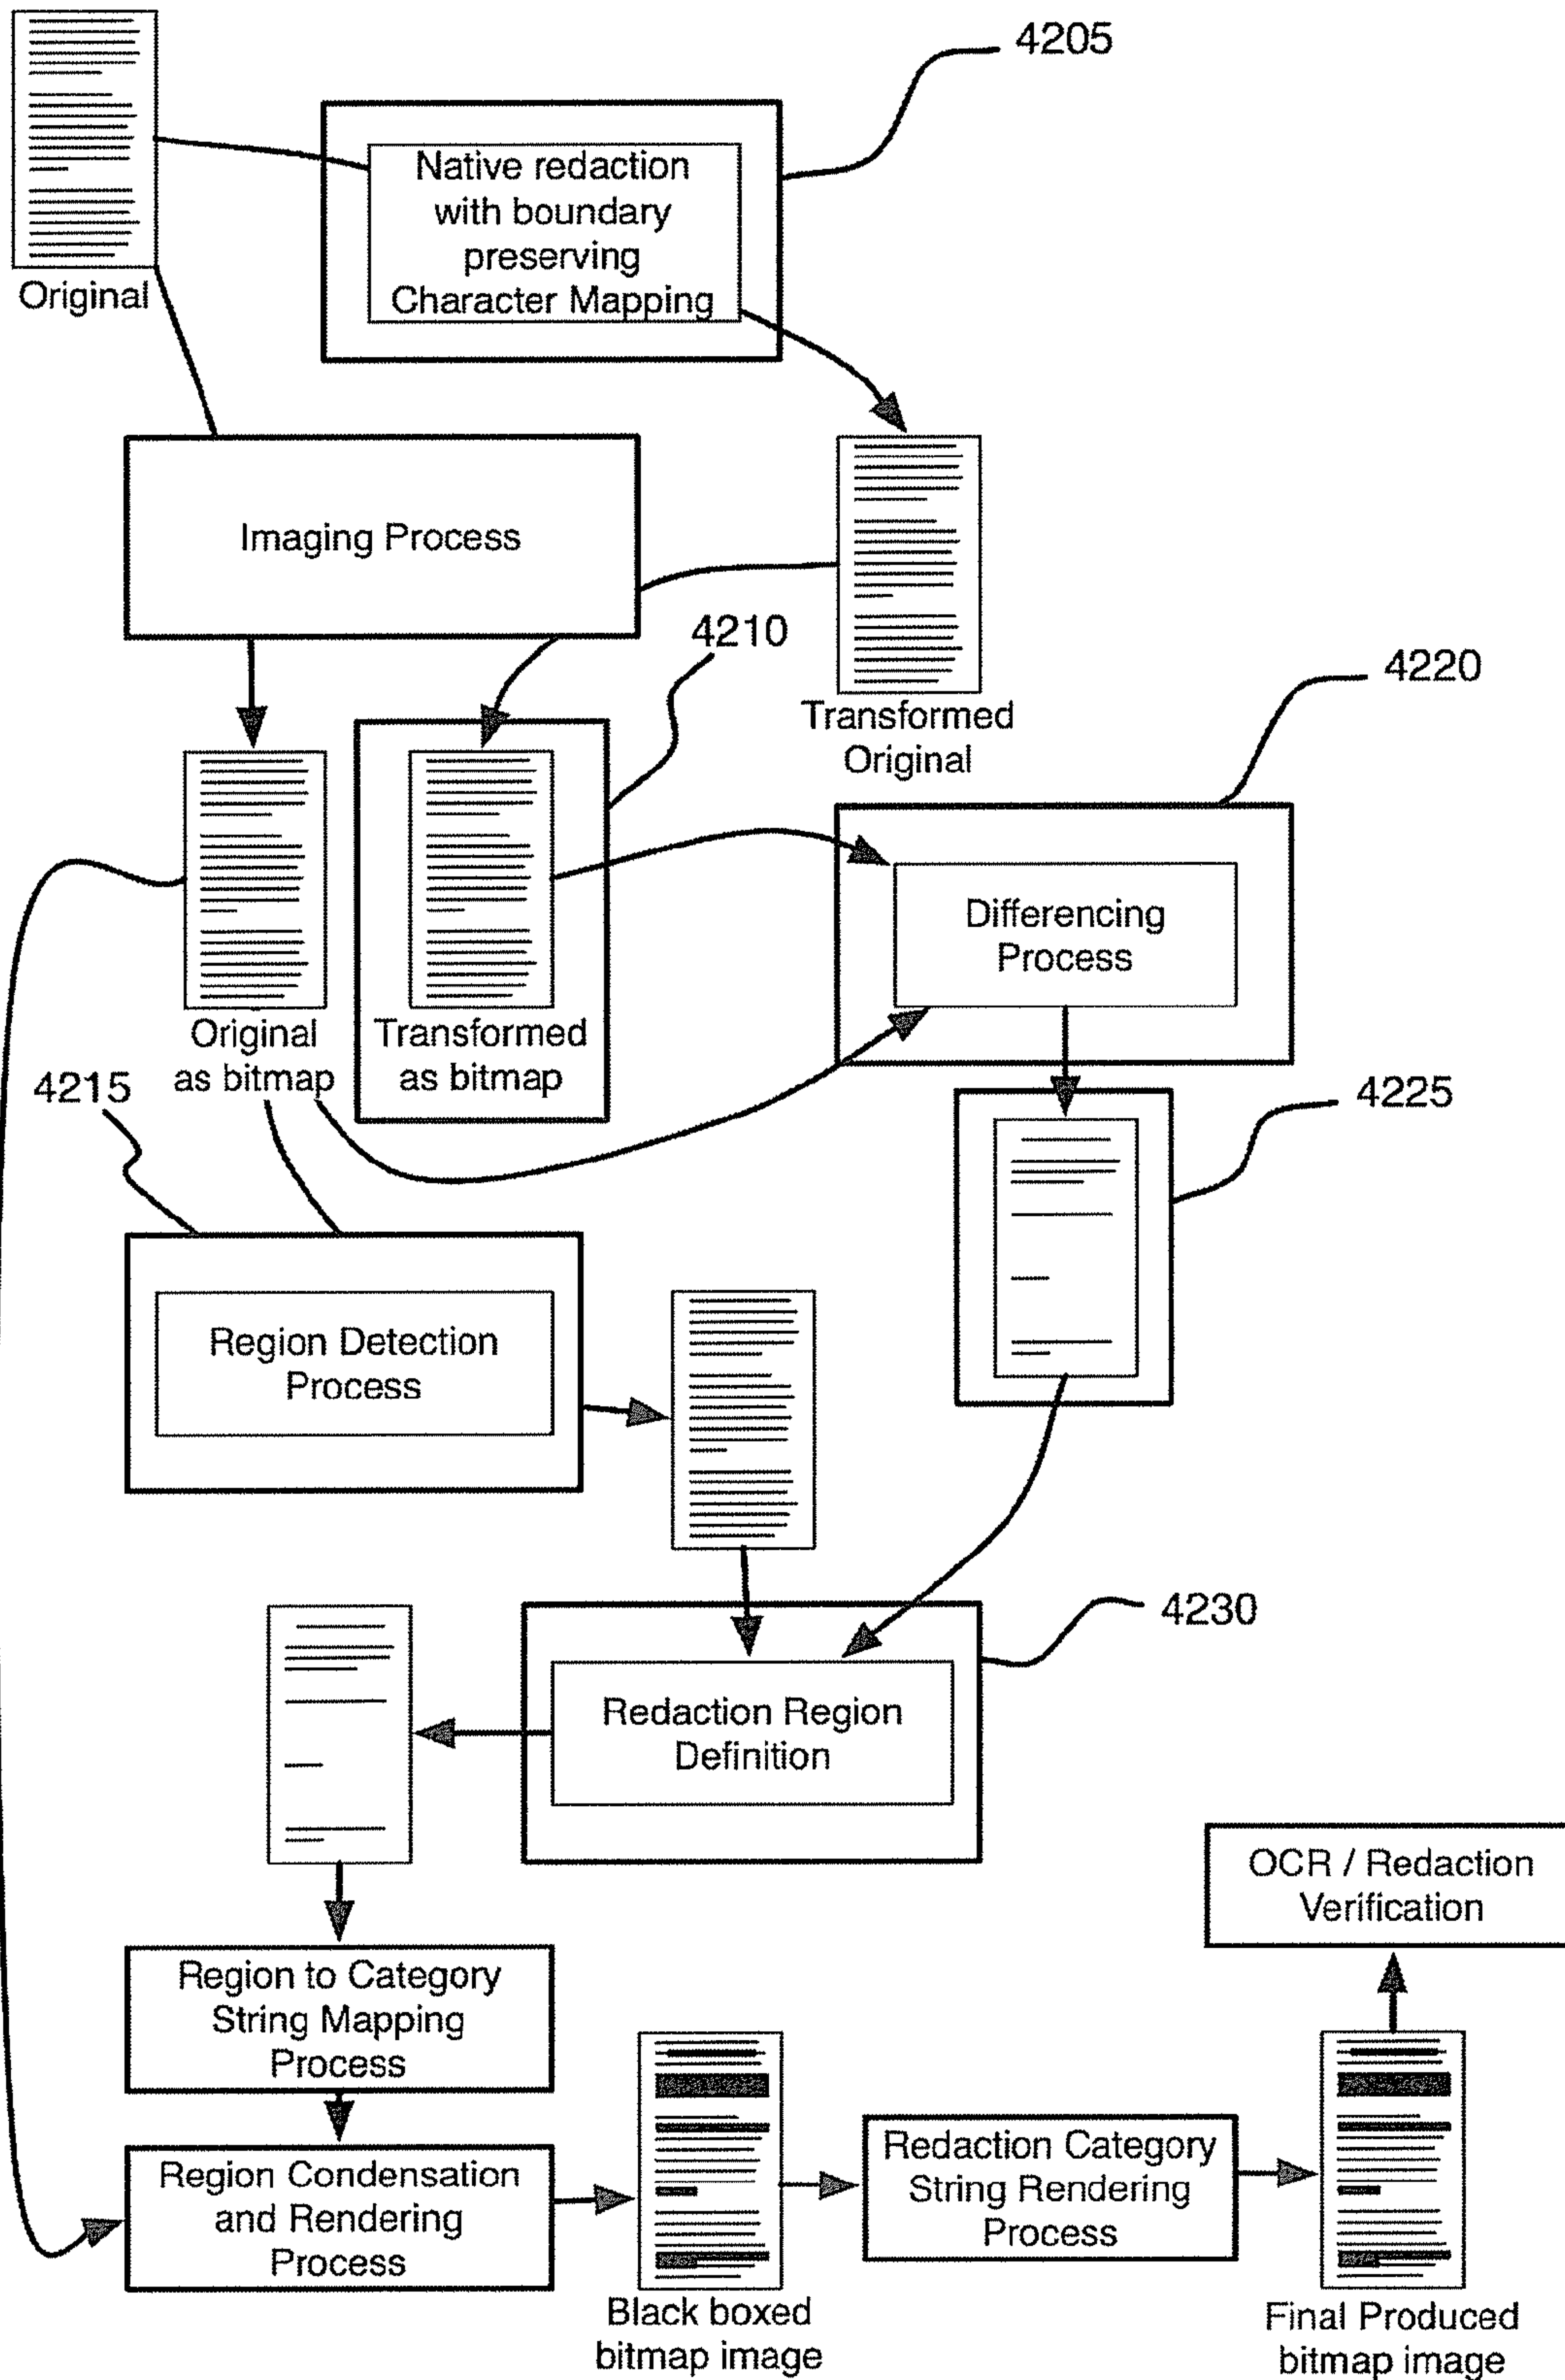 4205
Native redaction
with boundary
preserving
Character Mapping
Original
Imaging Process
4210
4220
Transformed
Original
Differencing
Process
Original
as bitmap
Transformed
as bitmap
4215
4225
Region Detection
Process
4230
Redaction Region
Definition
OCR / Redaction
Verification
Region to Category
String Mapping
Process
Redaction Category
String Rendering
Process
Region Condensation
and Rendering
Process
Black boxed
bitmap image
Final Produced
bitmap image